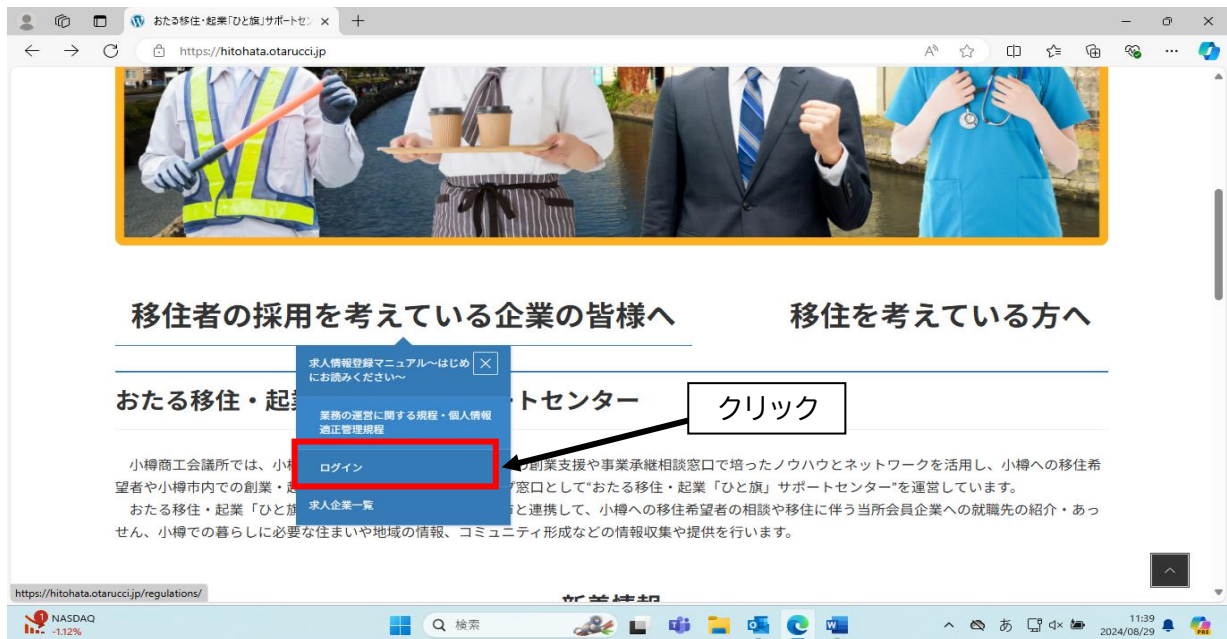 おたる移住・起業「ひと旗」サポートセン
https://hitohata.otarucci.jp
移住者の採用を考えている企業の皆様へ
移住を考えている方へ
求人情報登録マニュアル～はじめ
にお読みください～
業務の運営に関する規程・個人情報
適正管理規程
ログイン
求人企業一覧
クリック
おたる移住・起
トセンター
小樽商工会議所では、小
の創業支援や事業承継相談窓口で培ったノウハウとネットワークを活用し、小樽への移住希
望者や小樽市内での創業・
窓口として“おたる移住・起業「ひと旗」サポートセンター”を運営しています。
おたる移住・起業「ひと旗
と連携して、小樽への移住希望者の相談や移住に伴う当所会員企業への就職先の紹介・あっ
せん、小樽での暮らしに必要な住まいや地域の情報、コミュニティ形成などの情報収集や提供を行います。
新着情報
https://hitohata.otarucci.jp/regulations/
1
NASDAQ
-1.12%
検索
あ
11:39
2024/08/29